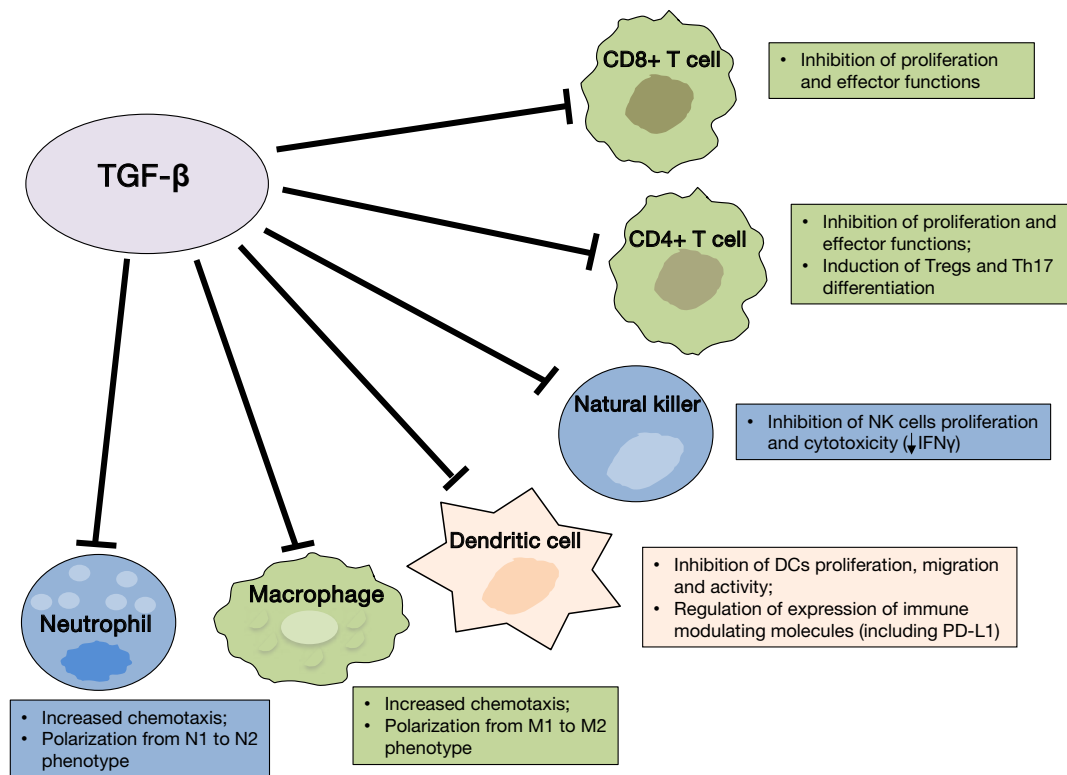 CD8+ T cell
• Inhibition of proliferation
and effector functions
TGF-β
CD4+ T cell
• Inhibition of proliferation and
effector functions;
• Induction of Tregs and Th17
differentiation
Natural killer
• Inhibition of NK cells proliferation
and cytotoxicity (↓IFNγ)
Dendritic cell
• Inhibition of DCs proliferation, migration
and activity;
• Regulation of expression of immune
modulating molecules (including PD-L1)
Macrophage
• Increased chemotaxis;
• Polarization from M1 to M2
phenotype
Neutrophil
• Increased chemotaxis;
• Polarization from N1 to N2
phenotype